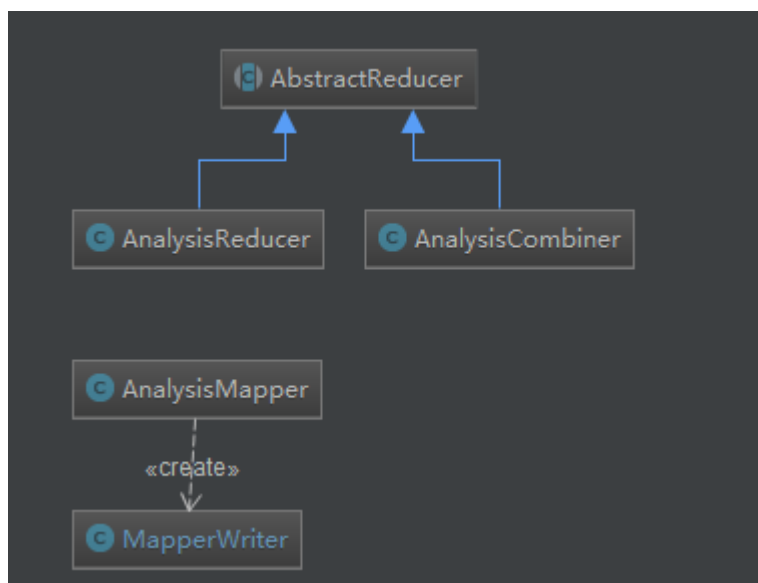 C AbstractReducer
C AnalysisReducer
C AnalysisCombiner
C AnalysisMapper
«create»
C MapperWriter